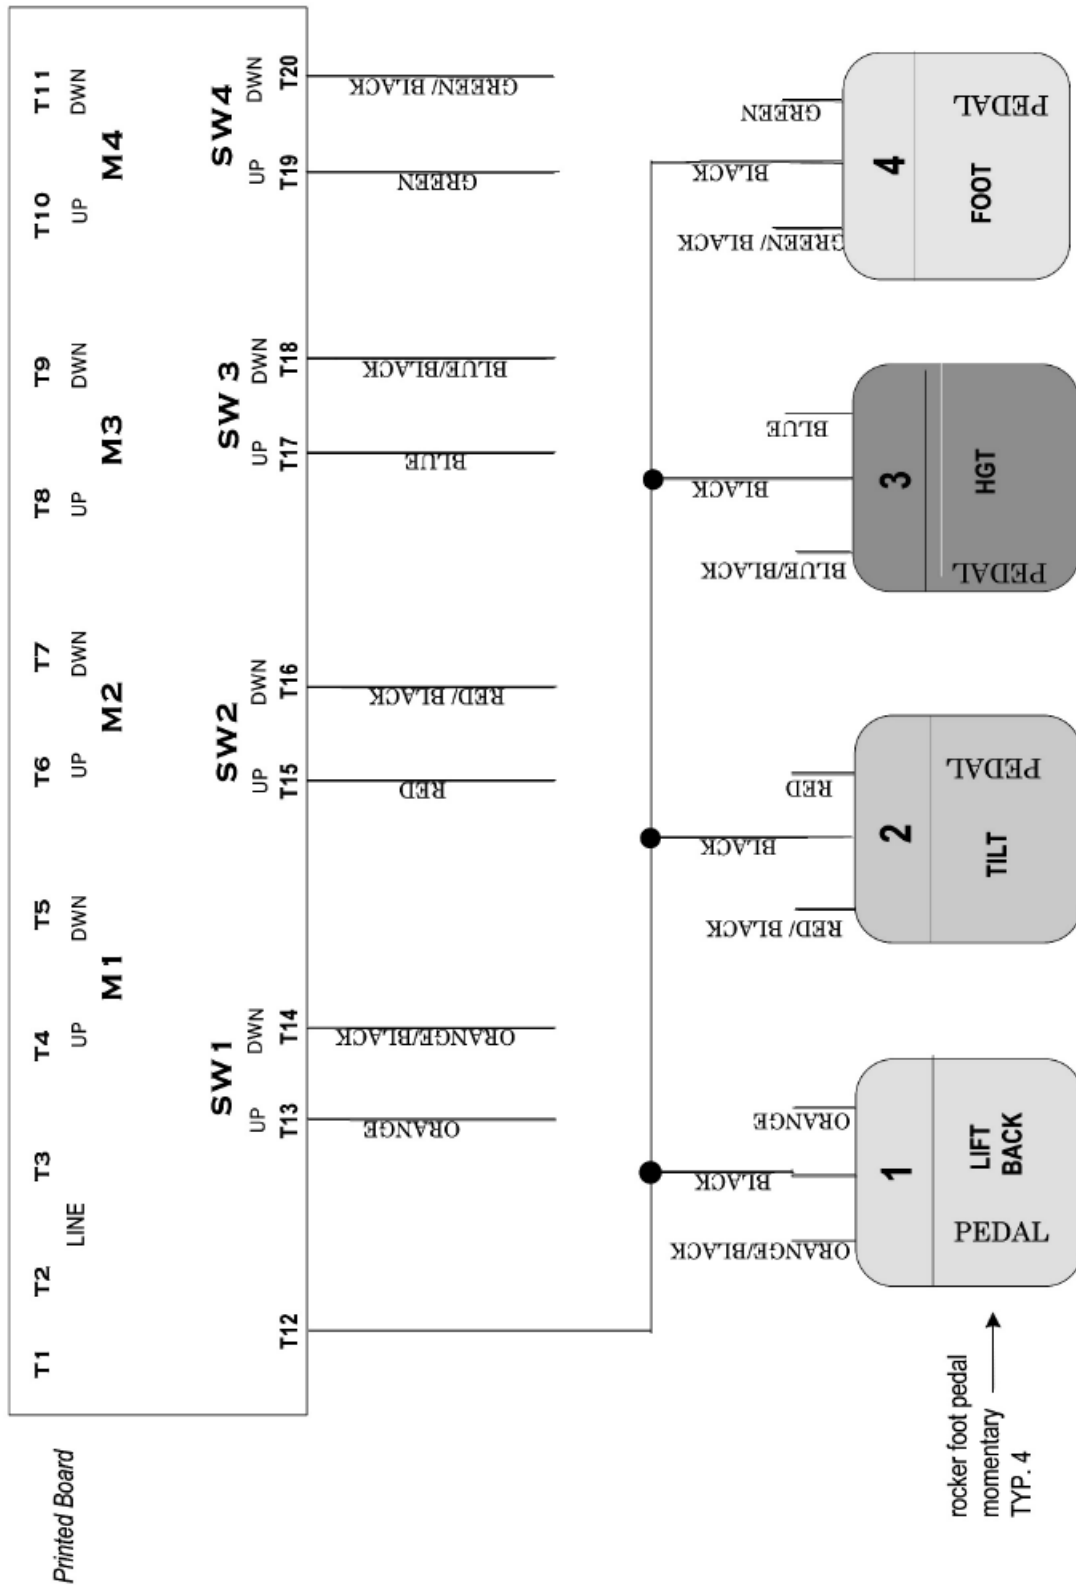 Printed Board
T1
T2
T3
T4
T5
T6
T7
T8
T9
T10
T11
LINE
UP
DWN
UP
DWN
UP
DWN
UP
DWN
M1
M2
M3
M4
SW1
SW2
SW 3
SW4
UP
DWN
UP
DWN
UP
DWN
UP
DWN
T12
T13
T14
T15
T16
T17
T18
T19
T20
ORANGE
ORANGE/BLACK
RED
RED/ BLACK
BLUE
BLUE/BLACK
GREEN
GREEN/ BLACK
ORANGE/BLACK
BLACK
ORANGE
RED/ BLACK
BLACK
RED
BLUE/BLACK
BLACK
BLUE
GREEN/ BLACK
BLACK
GREEN
1
LIFT
BACK
PEDAL
2
TILT
PEDAL
3
HGT
PEDAL
4
FOOT
PEDAL
rocker foot pedal
momentary
TYP. 4